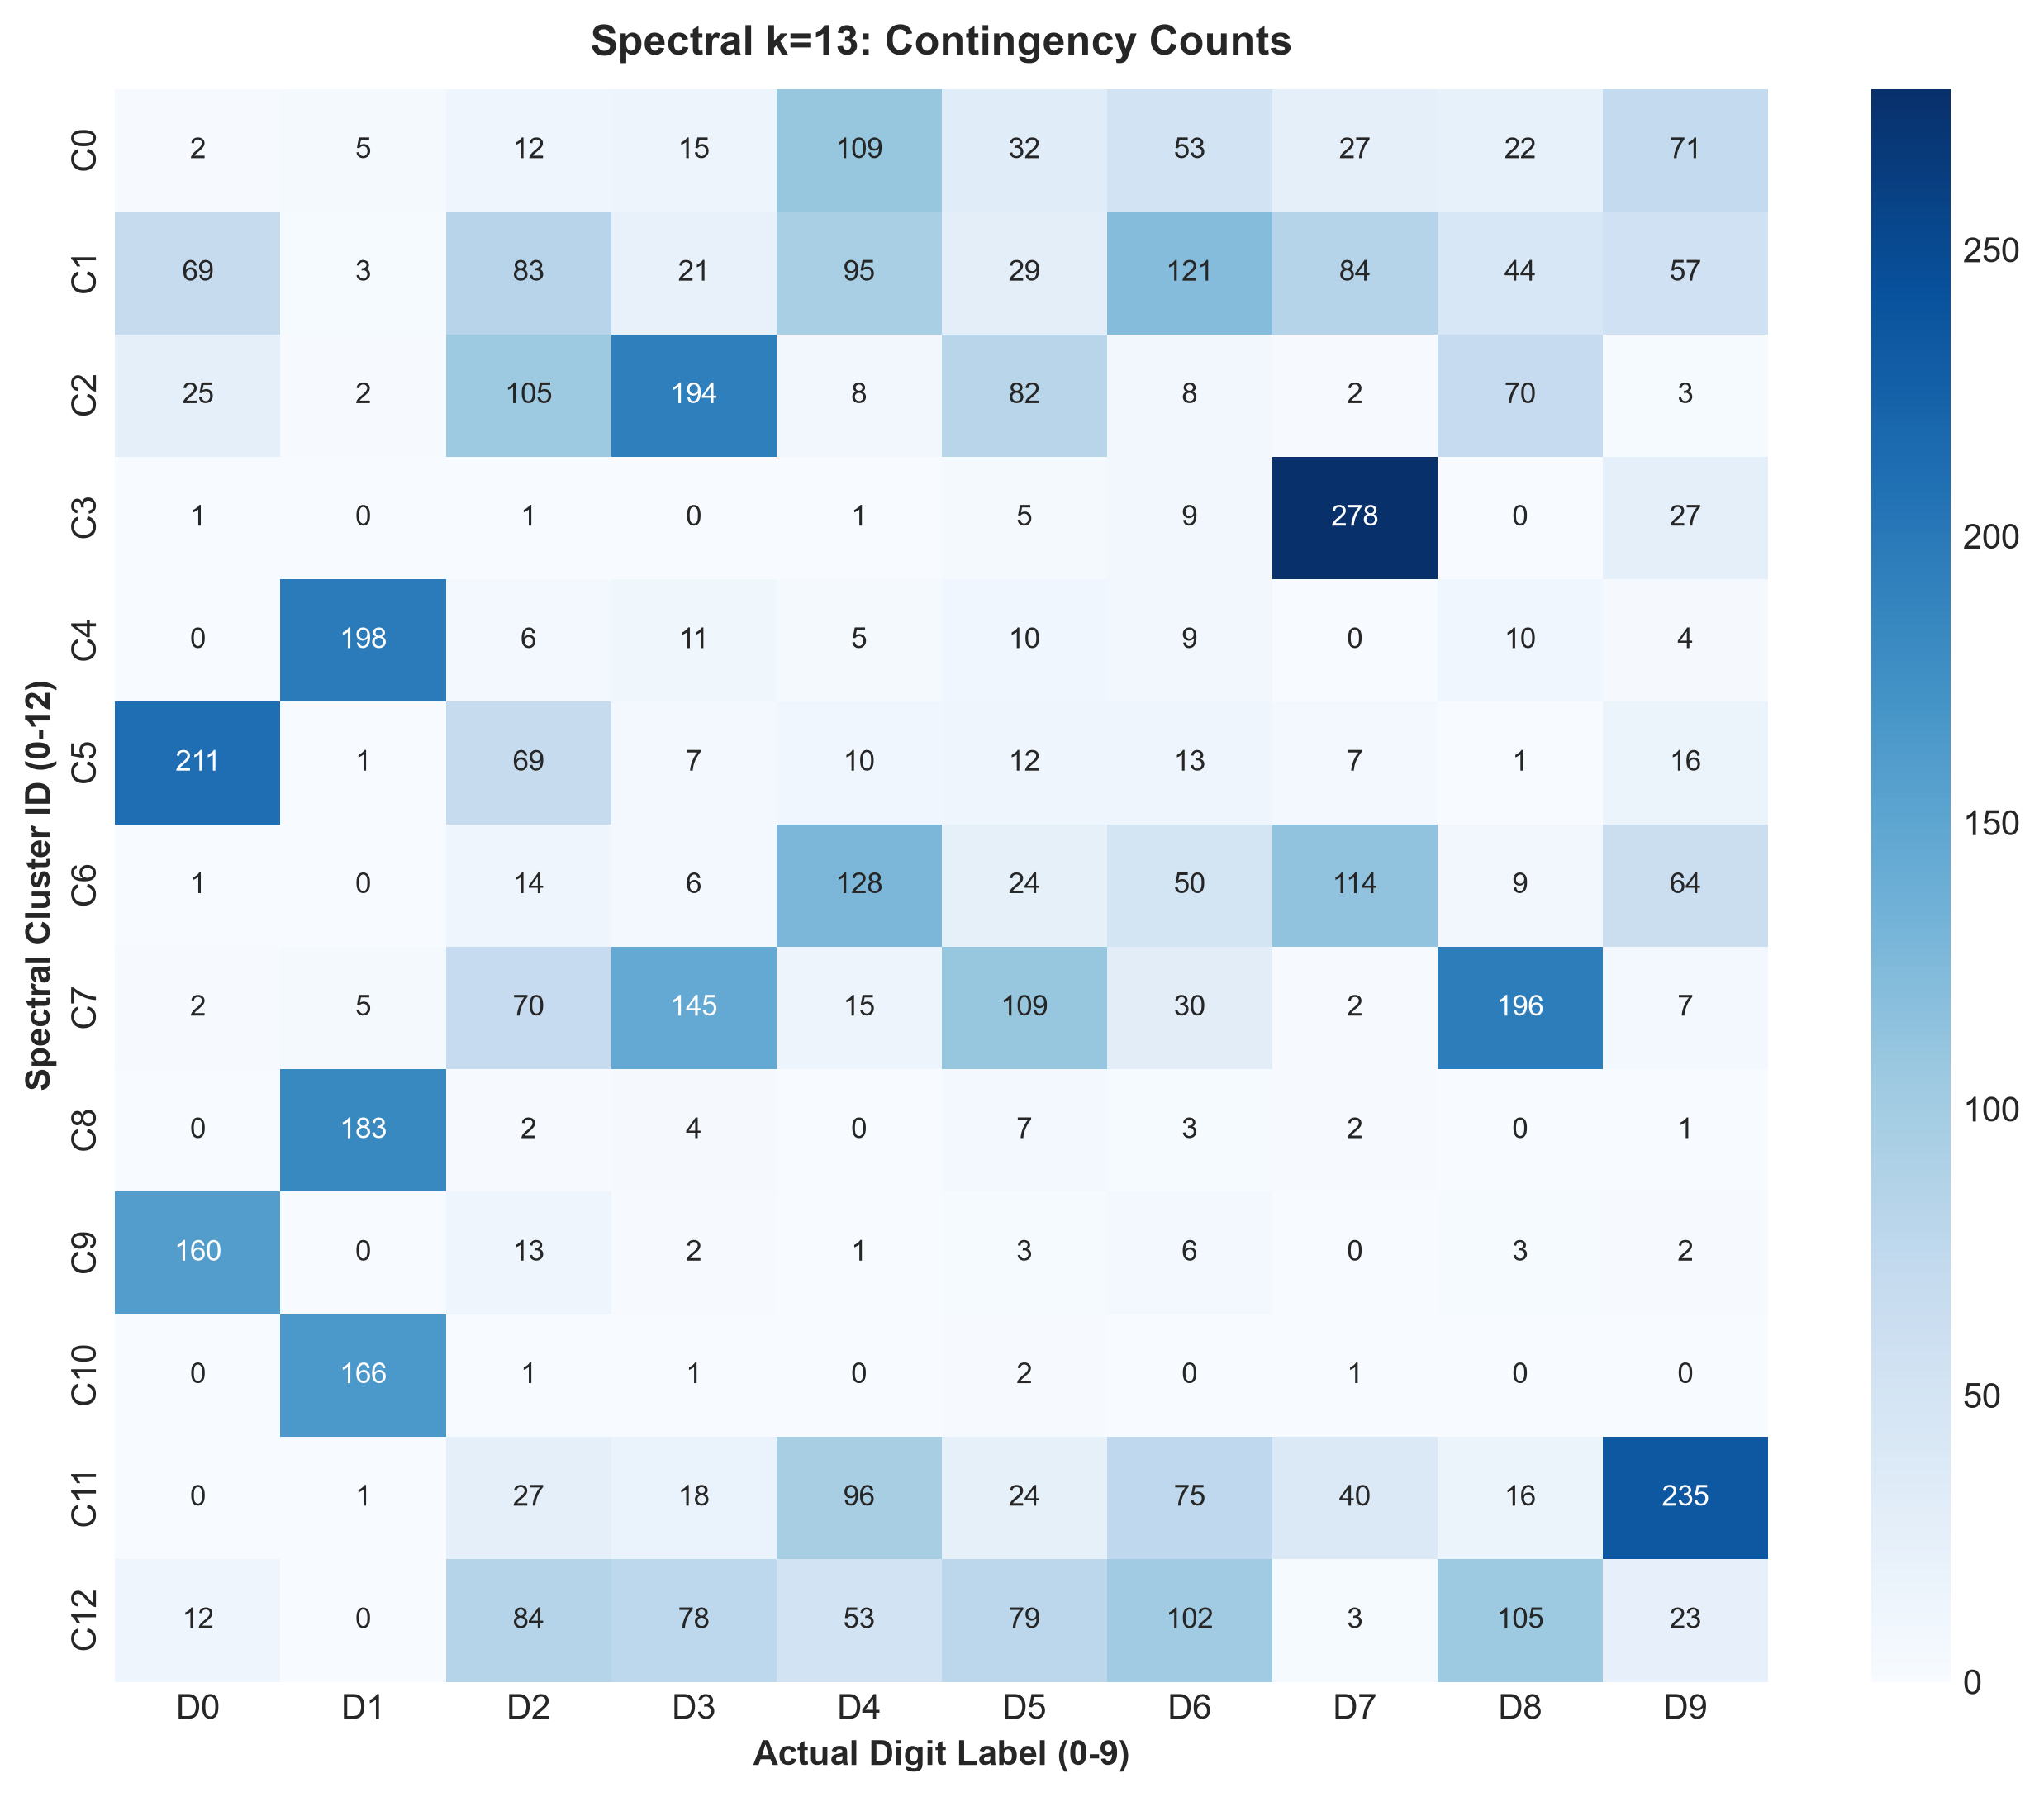 Spectral k=13: Contingency Counts
Spectral Cluster ID (0-12)
C0 2 5 12 15 109 32 53 27 22 71
C1 69 3 83 21 95 29 121 84 44 57
C2 25 2 105 194 8 82 8 2 70 3
C3 1 0 1 0 1 5 9 278 0 27
C4 0 198 6 11 5 10 9 0 10 4
C5 211 1 69 7 10 12 13 7 1 16
C6 1 0 14 6 128 24 50 114 9 64
C7 2 5 70 145 15 109 30 2 196 7
C8 0 183 2 4 0 7 3 2 0 1
C9 160 0 13 2 1 3 6 0 3 2
C10 0 166 1 1 0 2 0 1 0 0
C11 0 1 27 18 96 24 75 40 16 235
C12 12 0 84 78 53 79 102 3 105 23
D0 D1 D2 D3 D4 D5 D6 D7 D8 D9
Actual Digit Label (0-9)
250
200
150
100
50
0